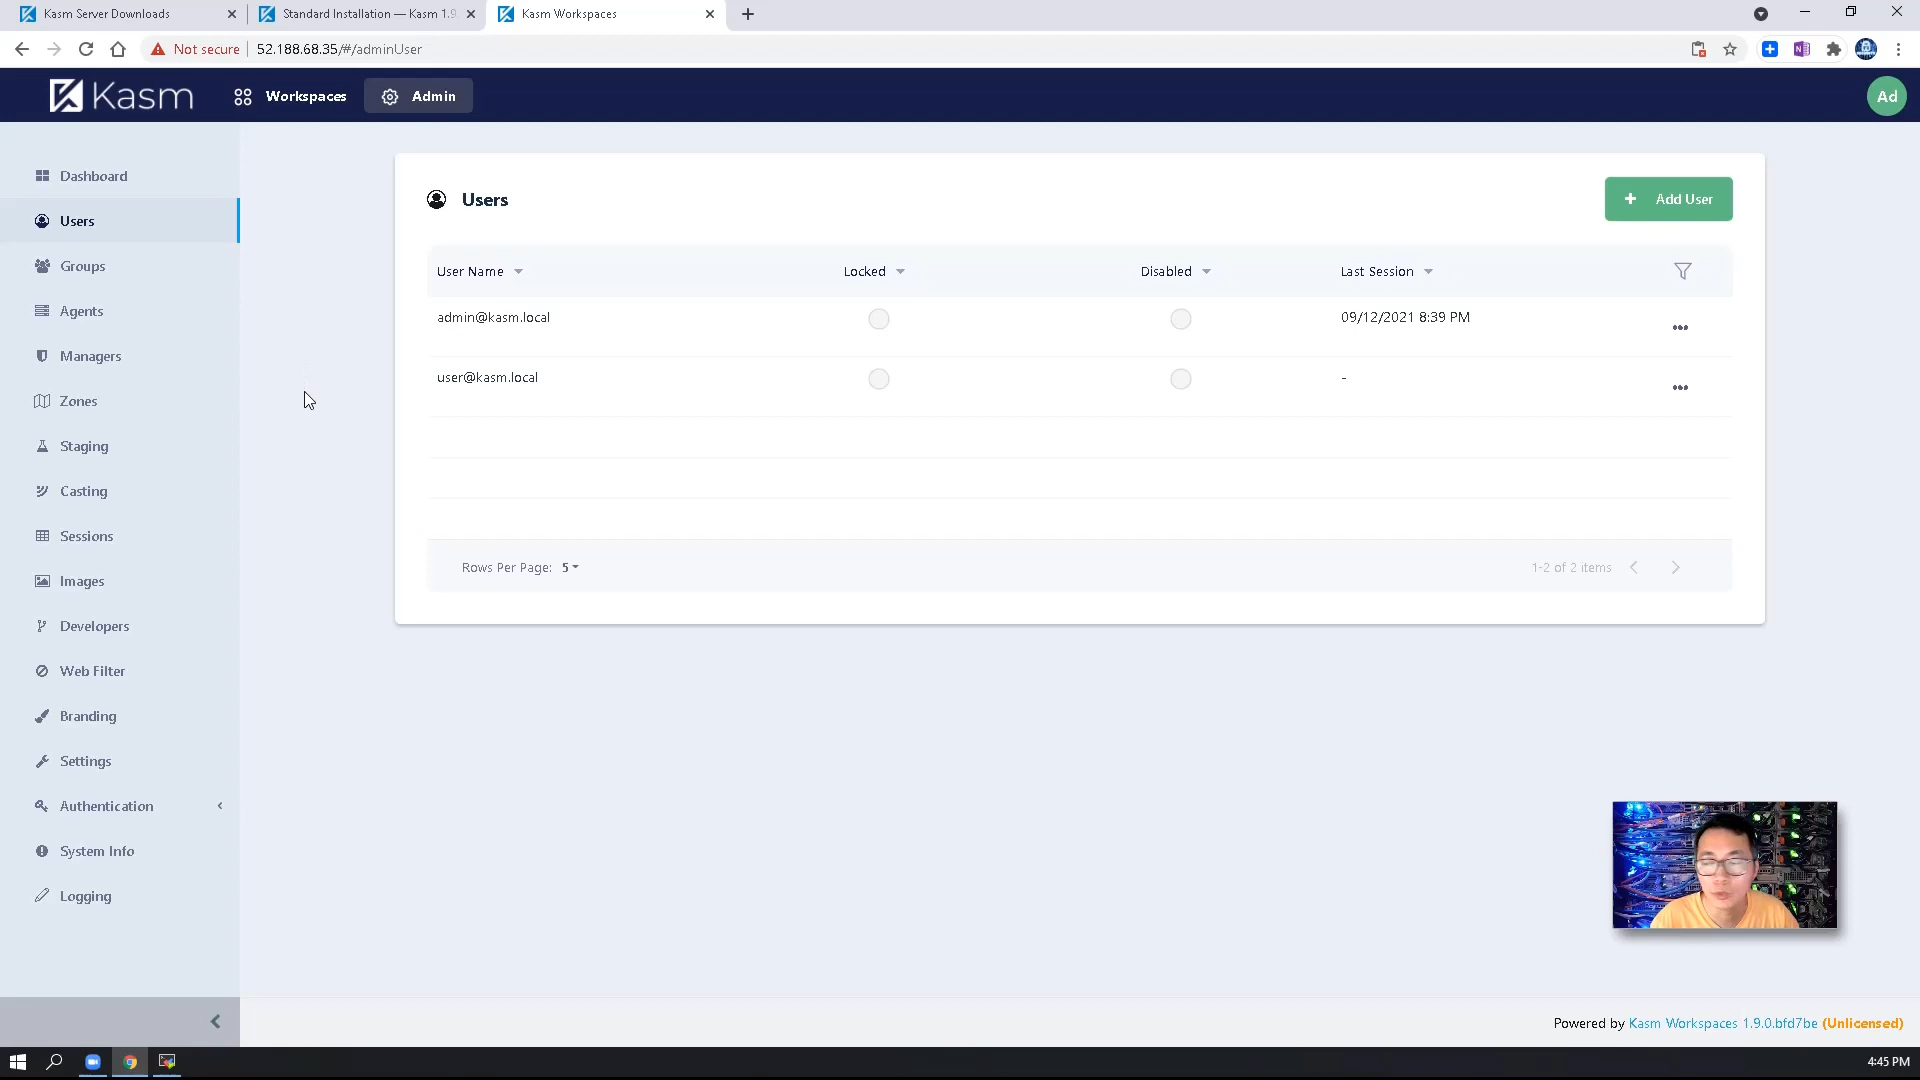 Kasm Server Downloads
Standard Installation — Kasm 1.9
Kasm Workspaces
Not secure
52.188.68.35/#/adminUser
Kasm
Workspaces
Admin
Ad
Dashboard
Users
Groups
Agents
Managers
Zones
Staging
Casting
Sessions
Images
Developers
Web Filter
Branding
Settings
Authentication
System Info
Logging
Users
+ Add User
User Name
Locked
Disabled
Last Session
admin@kasm.local
09/12/2021 8:39 PM
user@kasm.local
-
Rows Per Page: 5
1-2 of 2 items
Powered by Kasm Workspaces 1.9.0.bfd7be (Unlicensed)
4:45 PM